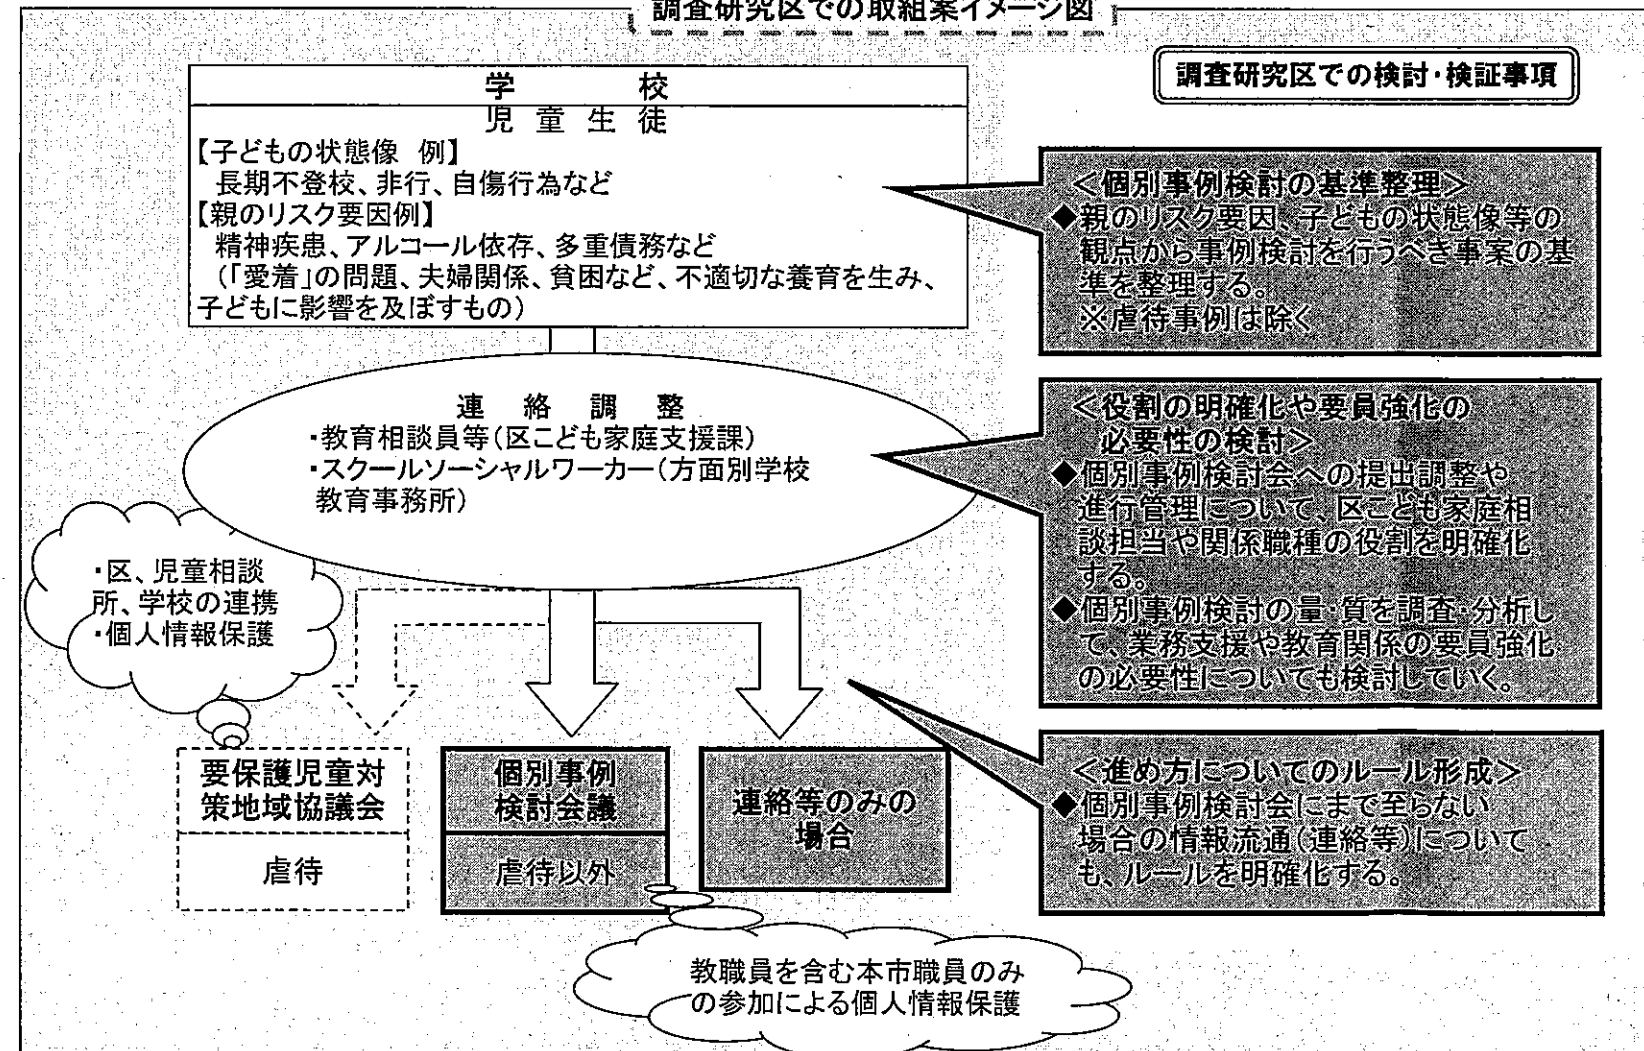 調査研究区での取組案イメージ図
調査研究区での検討・検証事項
学　　　校
児 童 生 徒
【子どもの状態像 例】
長期不登校、非行、自傷行為など
【親のリスク要因例】
精神疾患、アルコール依存、多重債務など
（「愛着」の問題、夫婦関係、貧困など、不適切な養育を生み、
子どもに影響を及ぼすもの）
＜個別事例検討の基準整理＞
◆親のリスク要因、子どもの状態像等の
観点から事例検討を行うべき事案の基
準を整理する。
※虐待事例は除く
連 絡 調 整
・教育相談員等（区こども家庭支援課）
・スクールソーシャルワーカー（方面別学校
教育事務所）
＜役割の明確化や要員強化の
必要性の検討＞
◆個別事例検討会への提出調整や
進行管理について、区こども家庭相
談担当や関係職種の役割を明確化
する。
◆個別事例検討の量・質を調査・分析し
て、業務支援や教育関係の要員強化
の必要性についても検討していく。
・区、児童相談
所、学校の連携
・個人情報保護
要保護児童対
策地域協議会
虐待
個別事例
検討会議
虐待以外
連絡等のみの
場合
＜進め方についてのルール形成＞
◆個別事例検討会にまで至らない
場合の情報流通（連絡等）について
も、ルールを明確化する。
教職員を含む本市職員のみ
の参加による個人情報保護